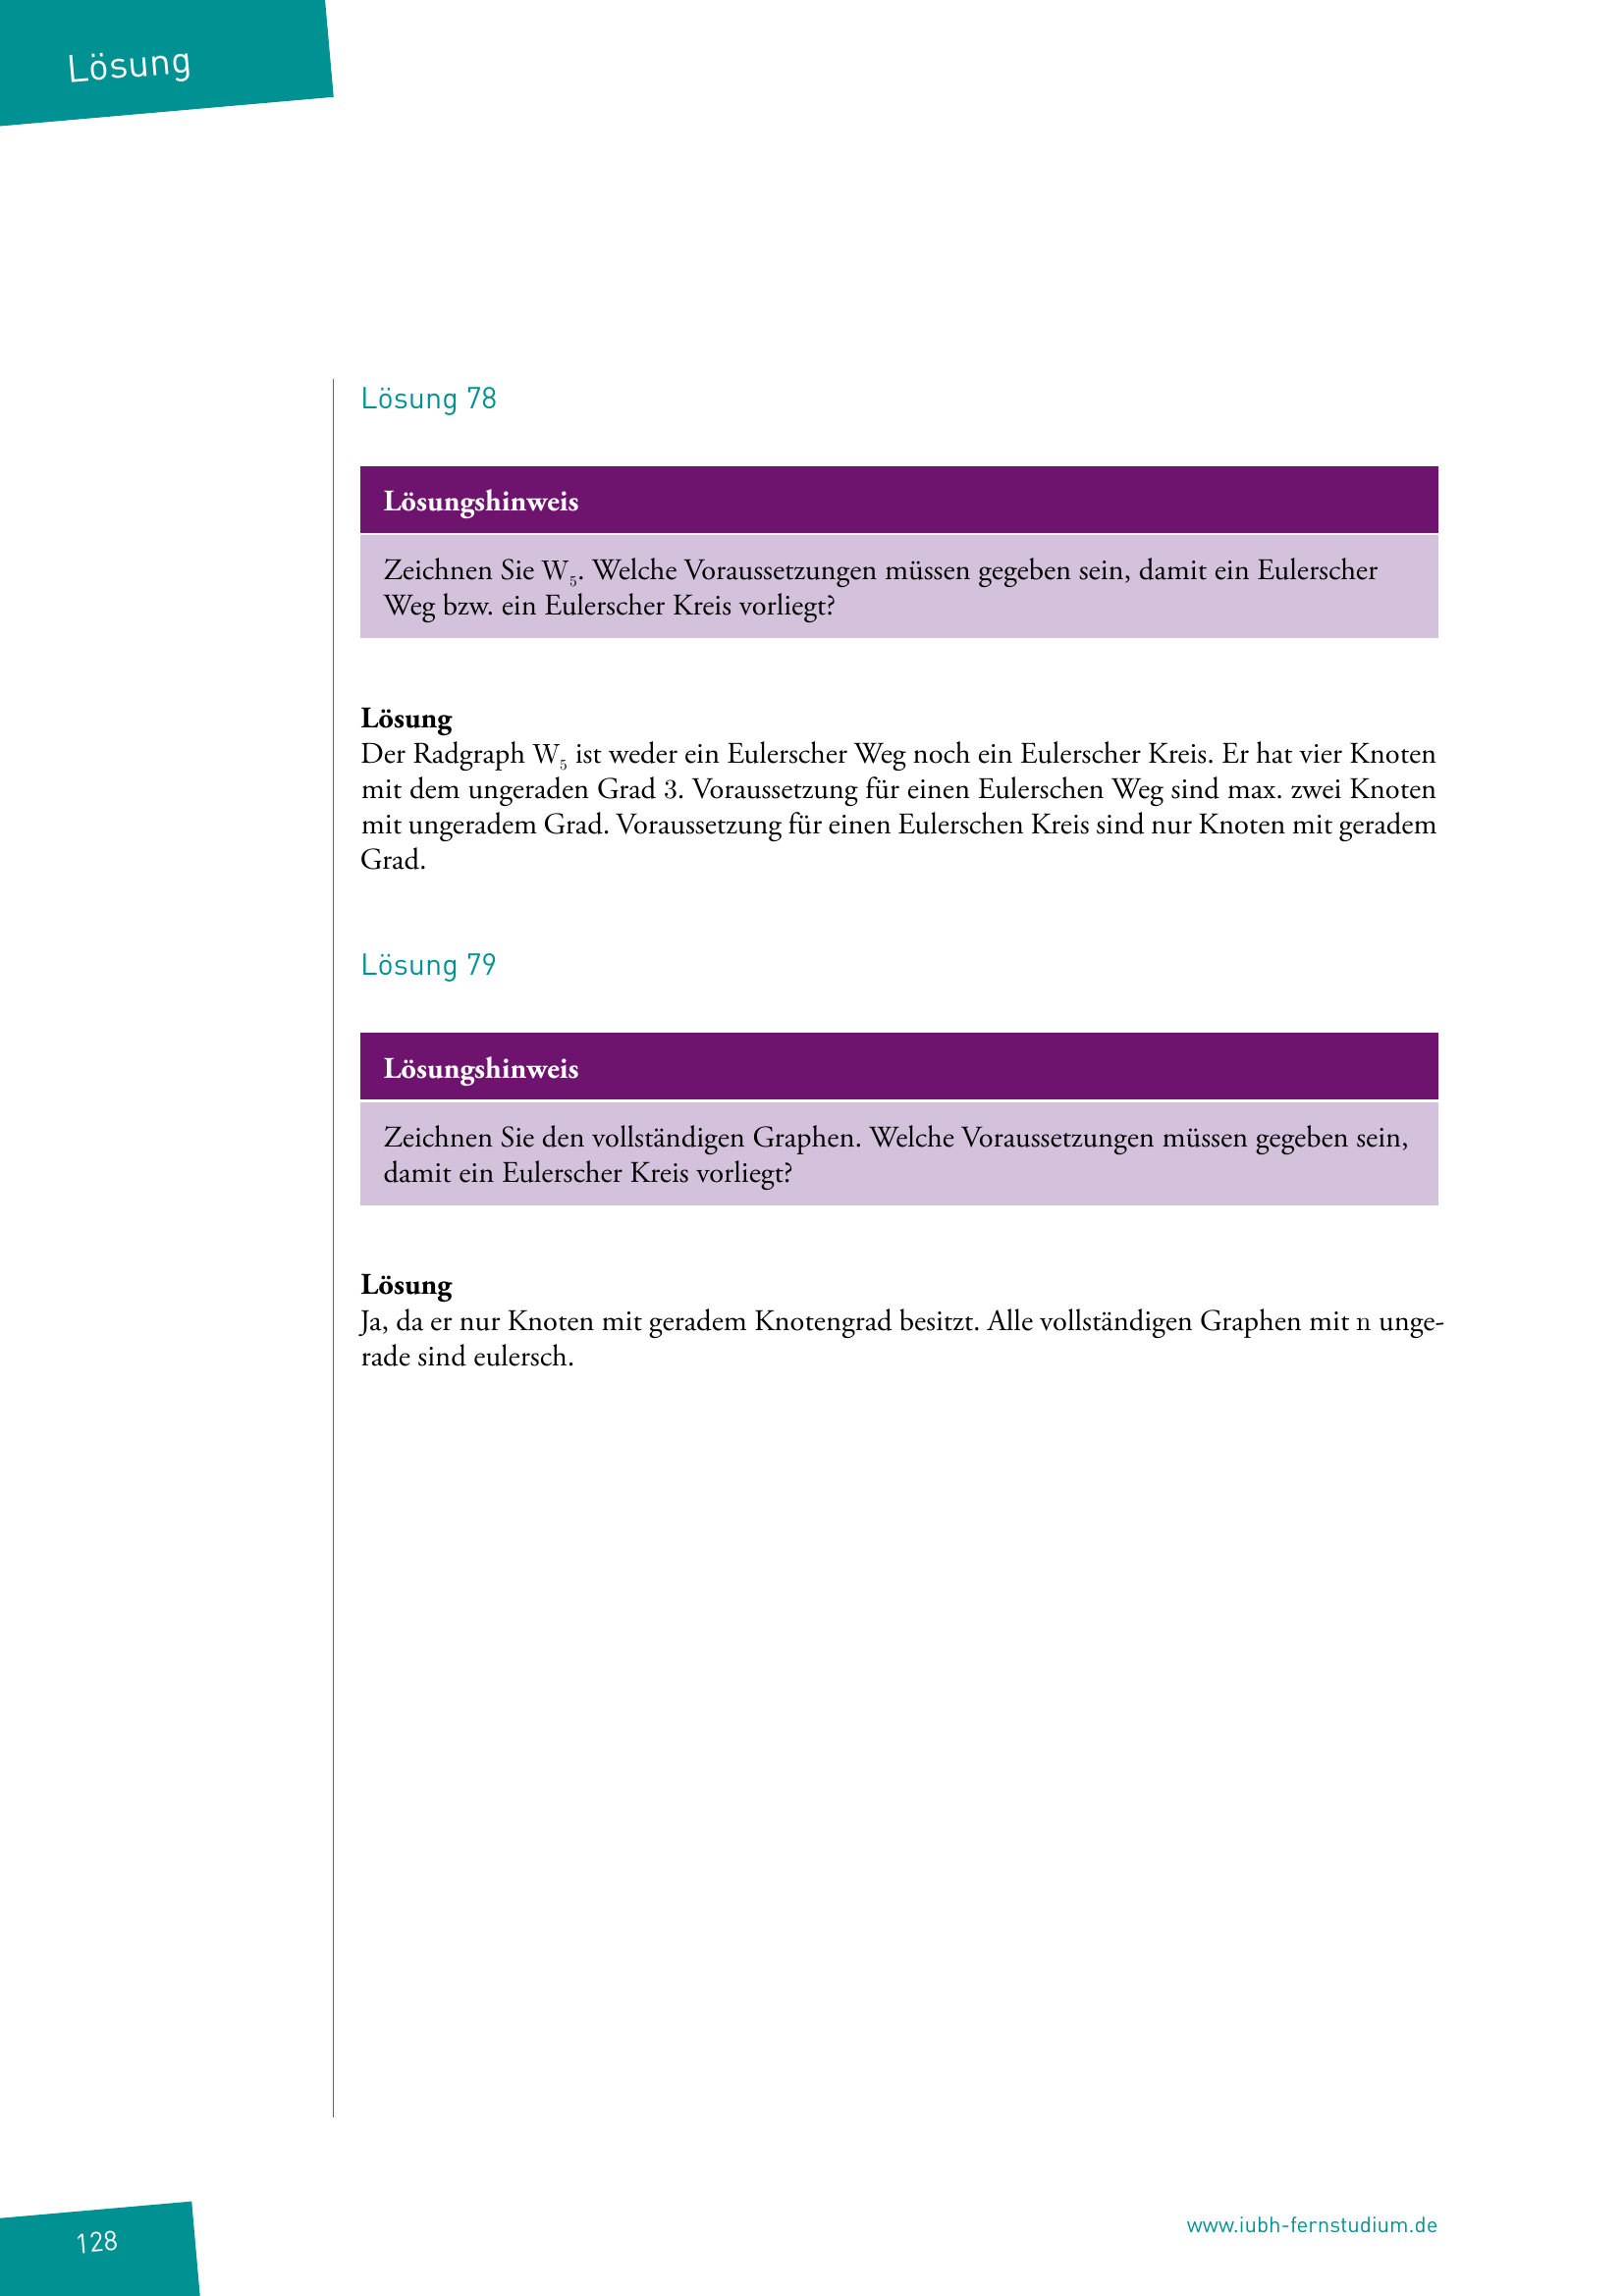 Lösung
Lösung 78
Lösungshinweis
Zeichnen Sie W₅. Welche Voraussetzungen müssen gegeben sein, damit ein Eulerscher
Weg bzw. ein Eulerscher Kreis vorliegt?
Lösung
Der Radgraph W₅ ist weder ein Eulerscher Weg noch ein Eulerscher Kreis. Er hat vier Knoten
mit dem ungeraden Grad 3. Voraussetzung für einen Eulerschen Weg sind max. zwei Knoten
mit ungeradem Grad. Voraussetzung für einen Eulerschen Kreis sind nur Knoten mit geradem
Grad.
Lösung 79
Lösungshinweis
Zeichnen Sie den vollständigen Graphen. Welche Voraussetzungen müssen gegeben sein,
damit ein Eulerscher Kreis vorliegt?
Lösung
Ja, da er nur Knoten mit geradem Knotengrad besitzt. Alle vollständigen Graphen mit n unge-
rade sind eulersch.
128
www.iubh-fernstudium.de